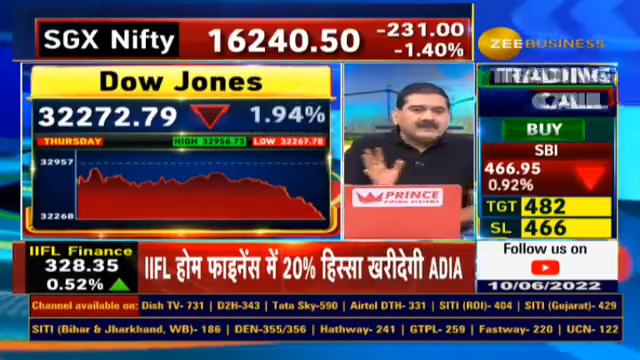 SGX Nifty 16240.50 -231.00
-1.40%
ZEE BUSINESS
Dow Jones
32272.79 1.94%
THURSDAY HIGH 32956.73 LOW 32267.78
32957
32268
PRINCE
PIPING SYSTEMS
TRADING
CALL
BUY
SBI
466.95
0.92%
TGT 482
SL 466
IIFL Finance
328.35
0.52%
IIFL होम फाइनेंस में 20% हिस्सा खरीदेगी ADIA
Follow us on
10/06/2022
Channel available on: Dish TV- 731 | D2H-343 | Tata Sky-590 | Airtel DTH- 331 | SITI (ROI)- 404 | SITI (Gujarat)- 429
SITI (Bihar & Jharkhand, WB)- 186 | DEN-355/356 | Hathway- 241 | GTPL- 259 | Fastway- 220 | UCN- 122